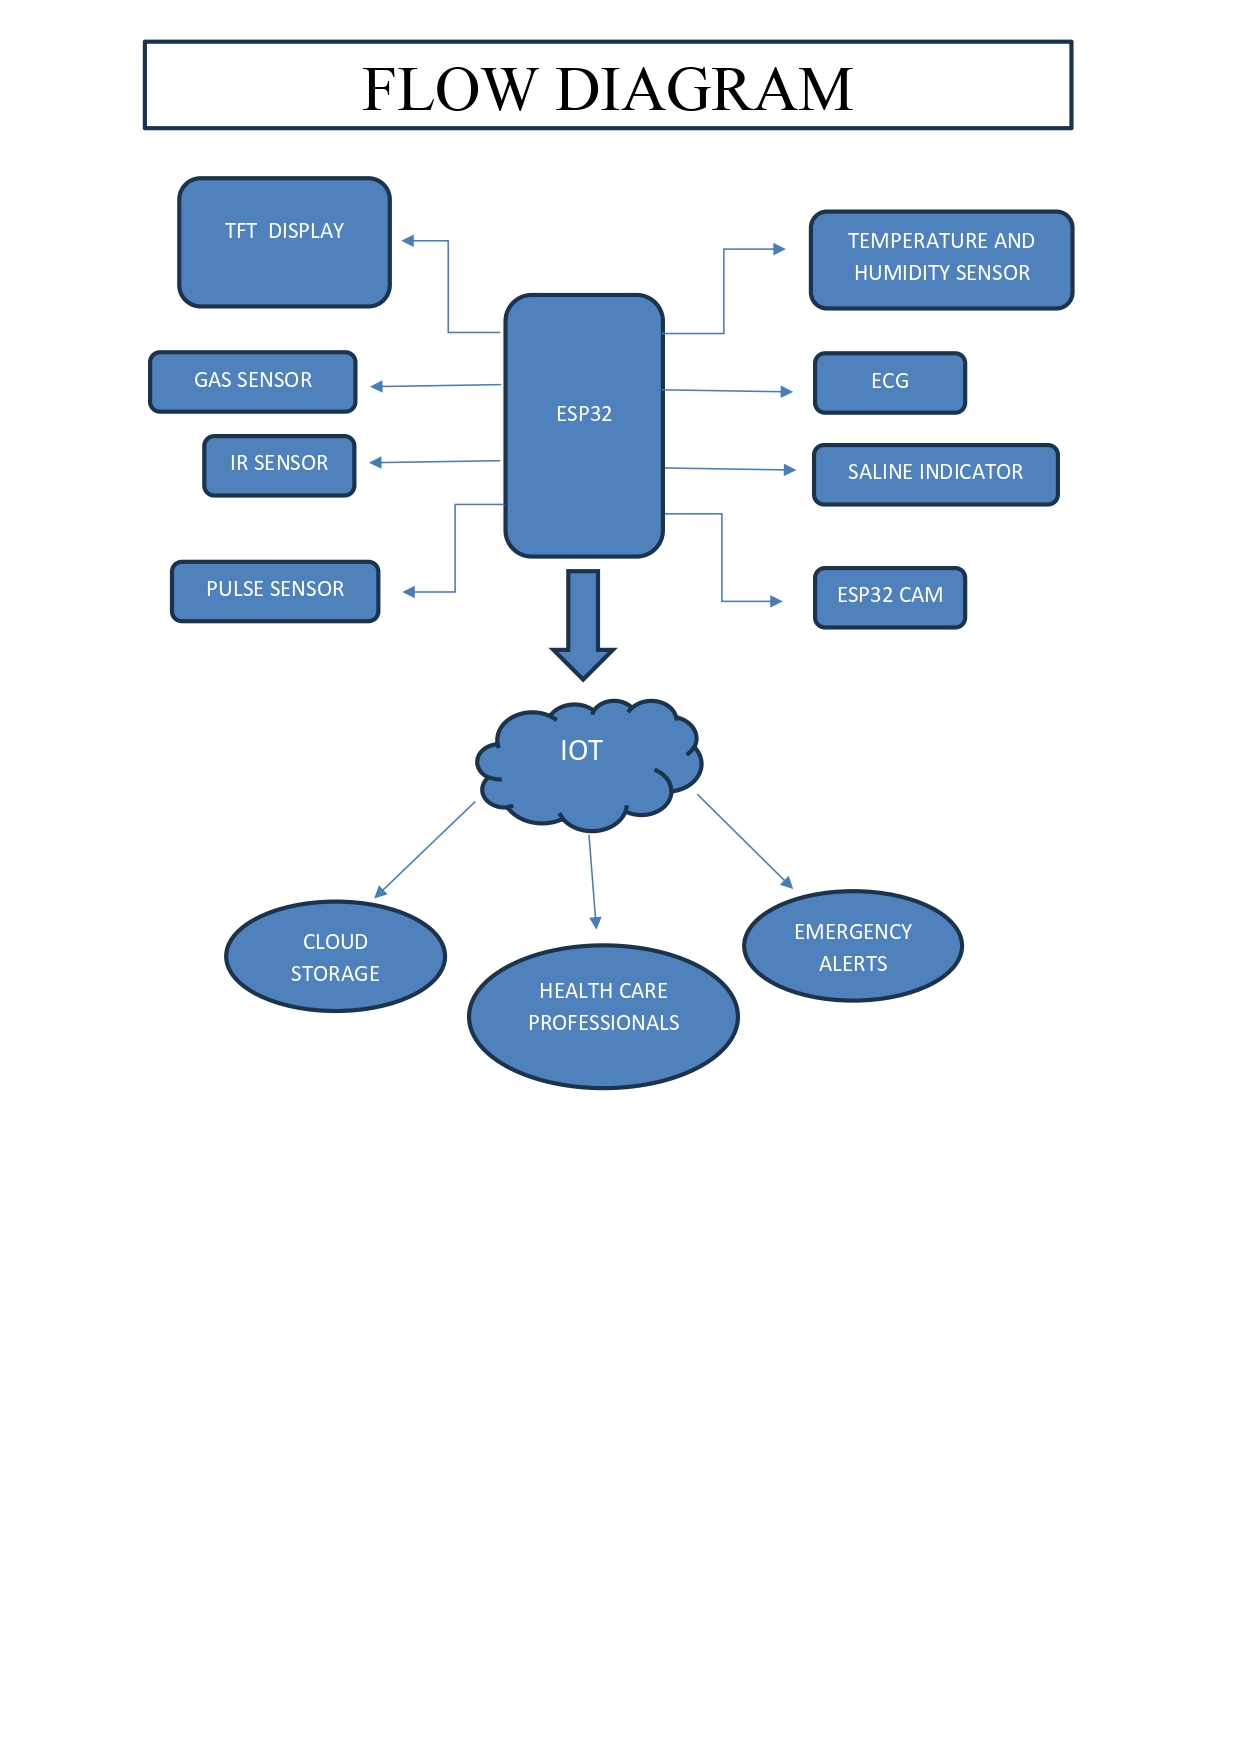 FLOW DIAGRAM
TFT DISPLAY
TEMPERATURE AND
HUMIDITY SENSOR
GAS SENSOR
ESP32
ECG
IR SENSOR
SALINE INDICATOR
PULSE SENSOR
ESP32 CAM
IOT
CLOUD
STORAGE
HEALTH CARE
PROFESSIONALS
EMERGENCY
ALERTS